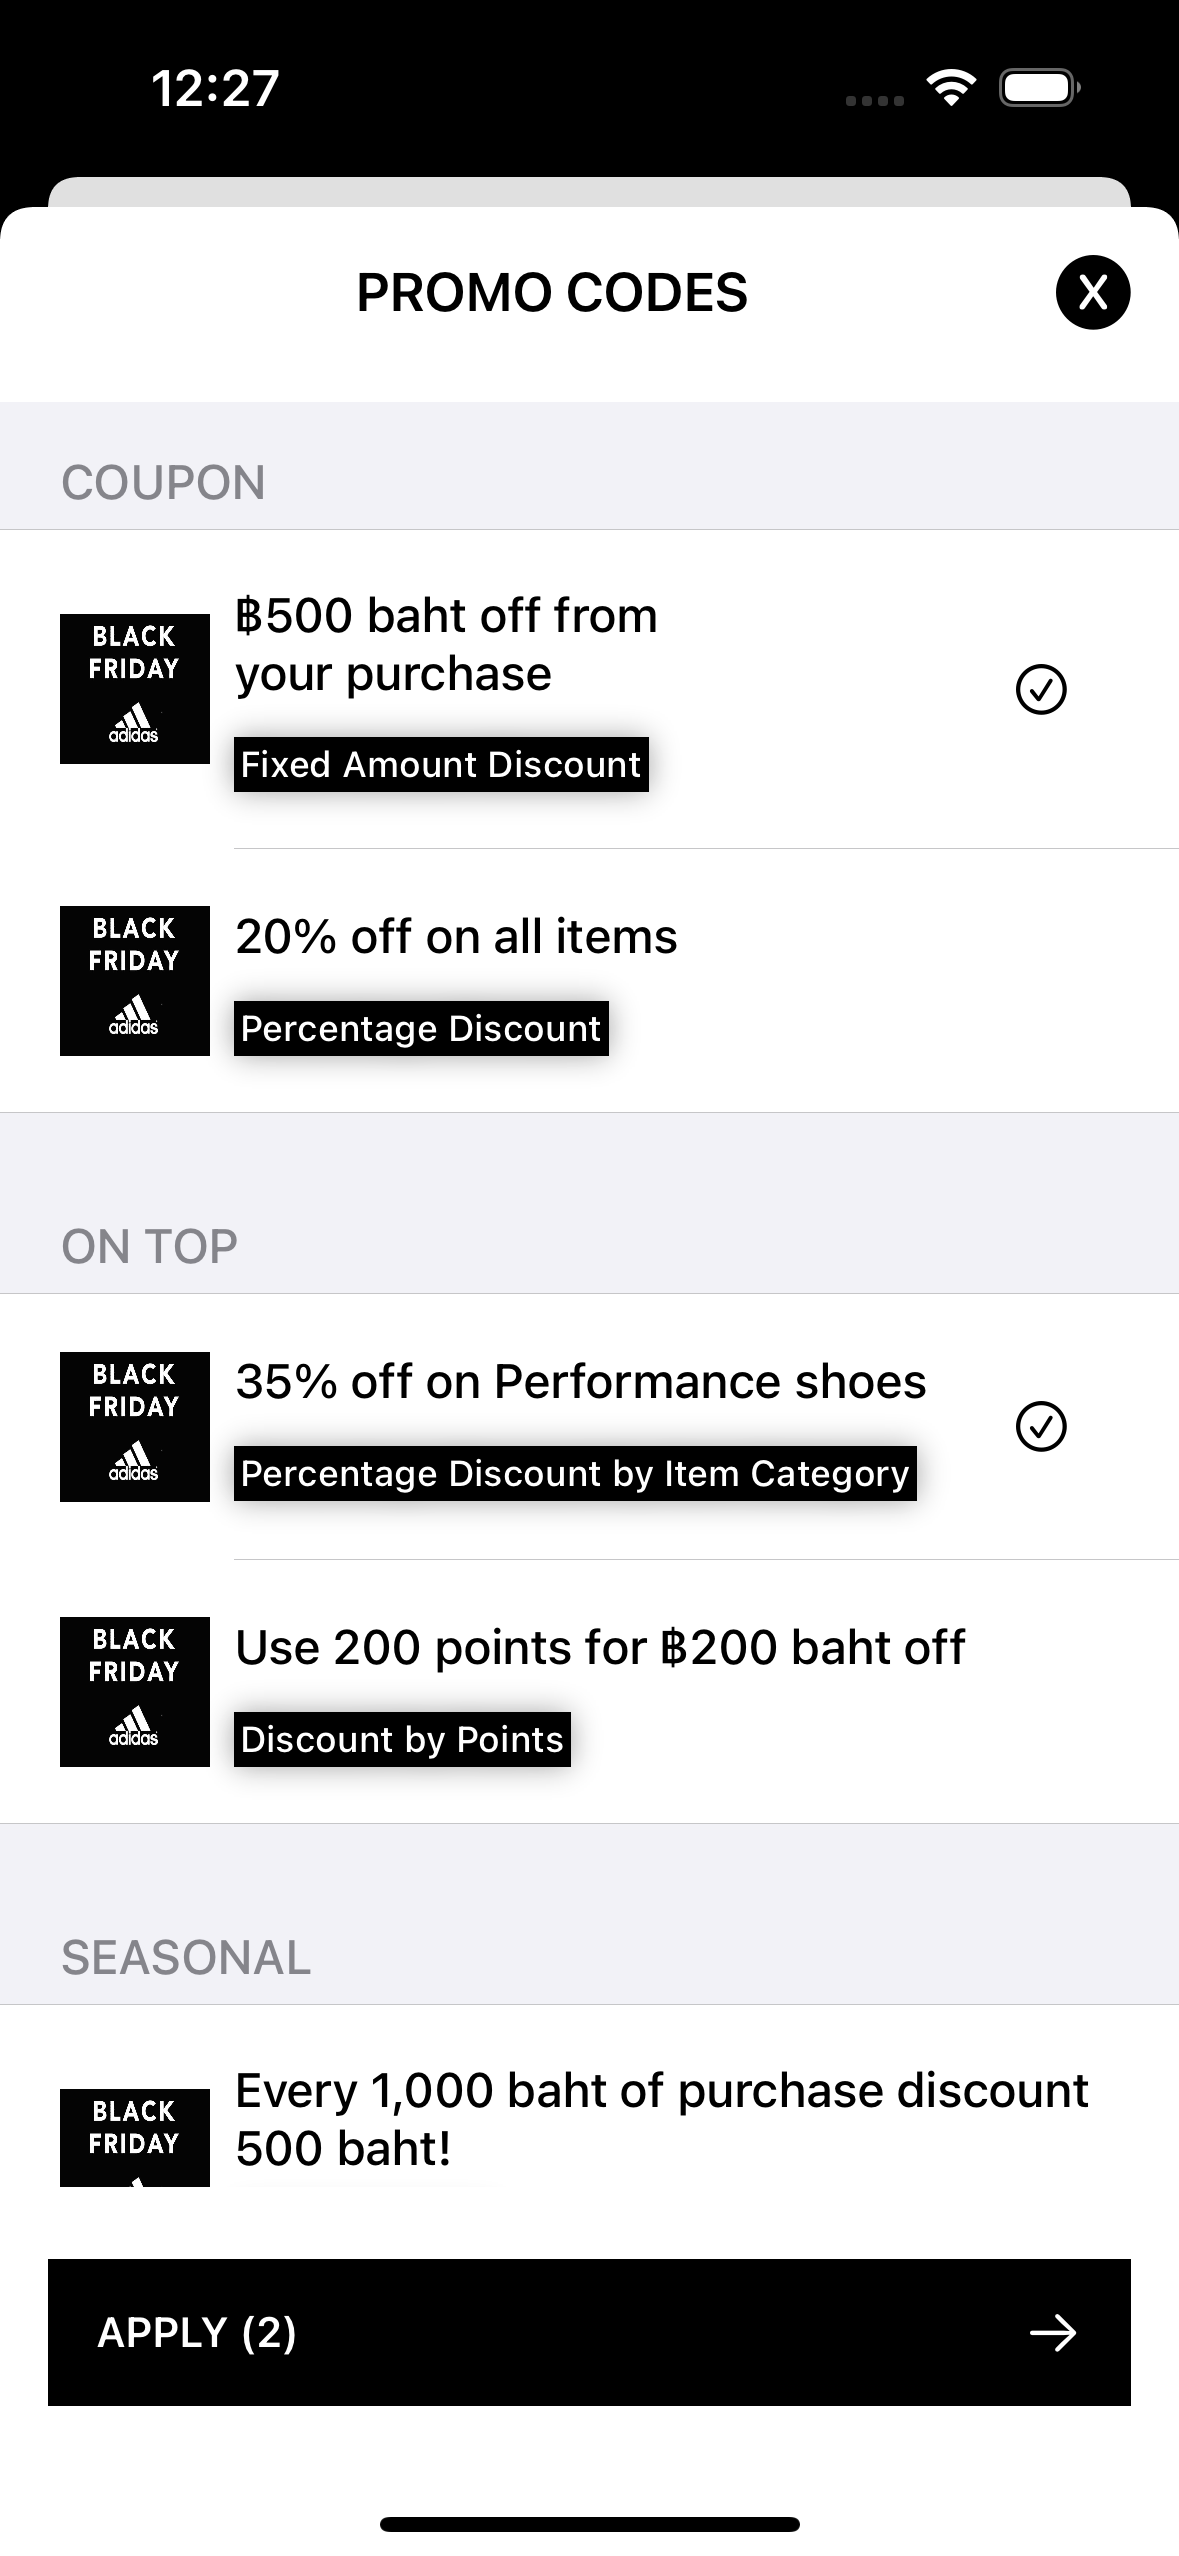 12:27
PROMO CODES
X
COUPON
BLACK
FRIDAY
adidas
฿500 baht off from
your purchase
Fixed Amount Discount
BLACK
FRIDAY
adidas
20% off on all items
Percentage Discount
ON TOP
BLACK
FRIDAY
adidas
35% off on Performance shoes
Percentage Discount by Item Category
BLACK
FRIDAY
adidas
Use 200 points for ฿200 baht off
Discount by Points
SEASONAL
BLACK
FRIDAY
Every 1,000 baht of purchase discount
500 baht!
APPLY (2)